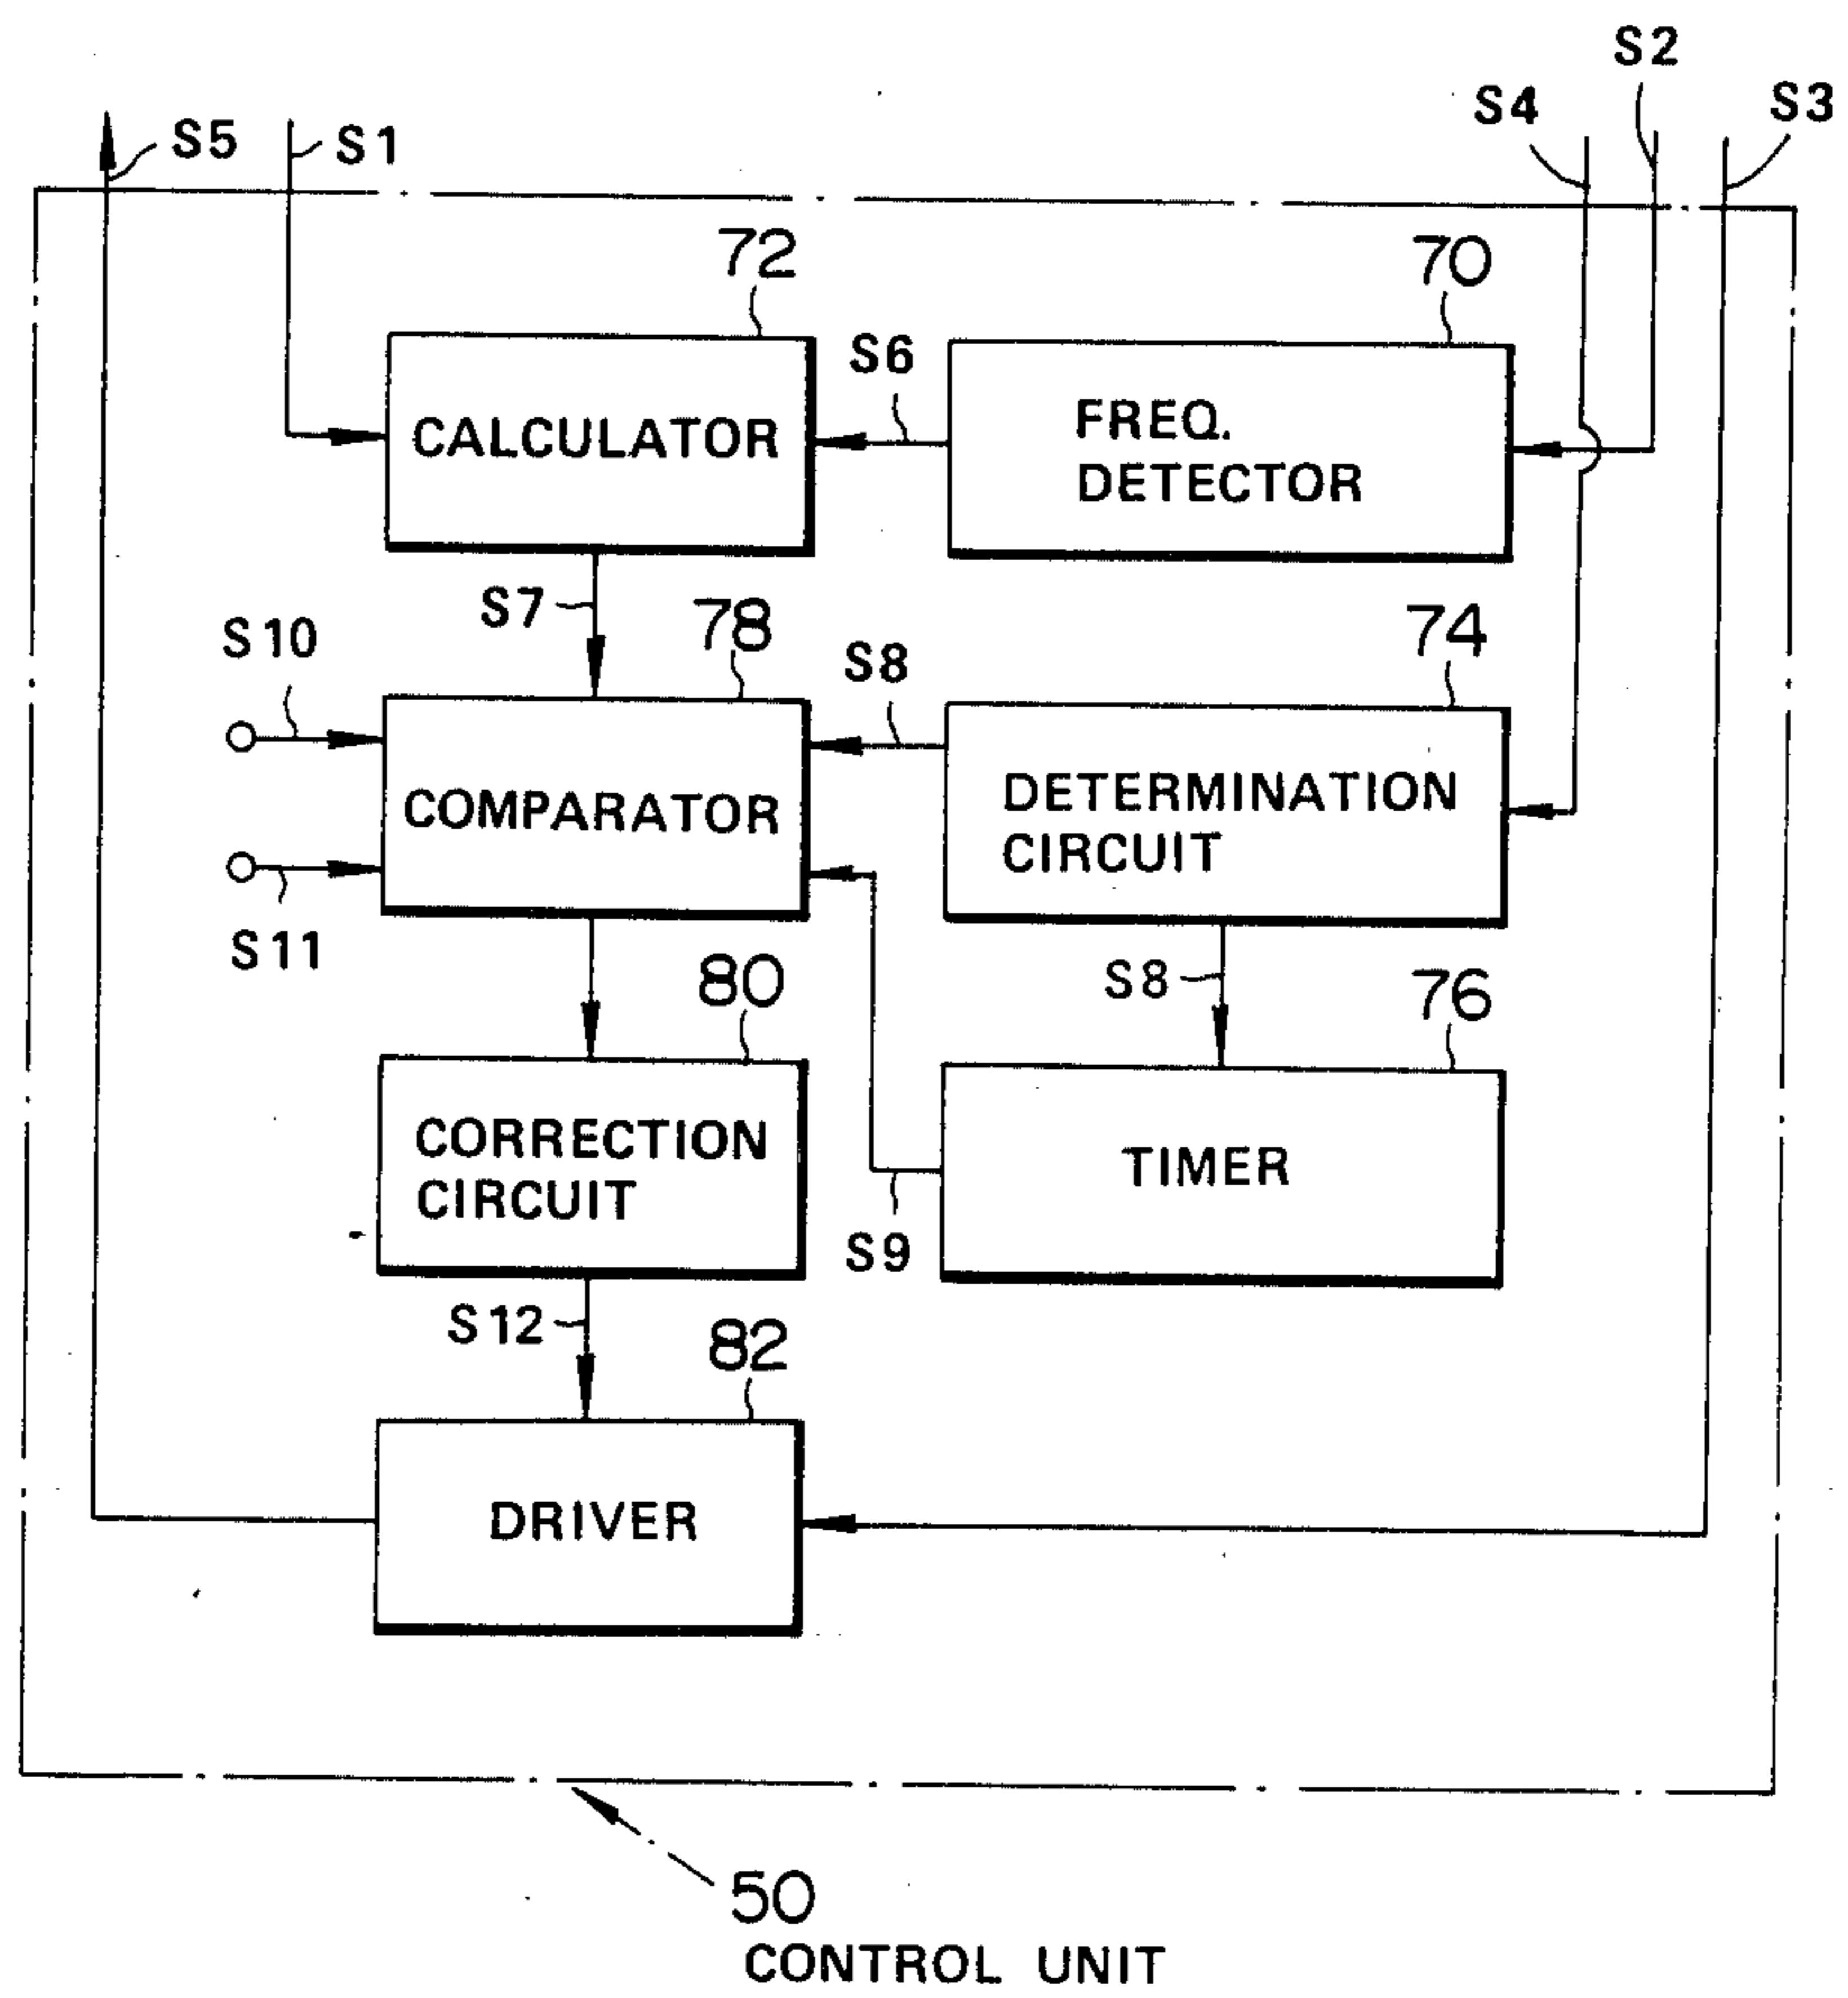 S2
S4
S3
S5
S1
72
70
S6
CALCULATOR
FREQ.
DETECTOR
S7
78
74
S10
S8
COMPARATOR
DETERMINATION
CIRCUIT
S11
80
S8
76
CORRECTION
CIRCUIT
TIMER
S9
S12
82
DRIVER
50
CONTROL UNIT